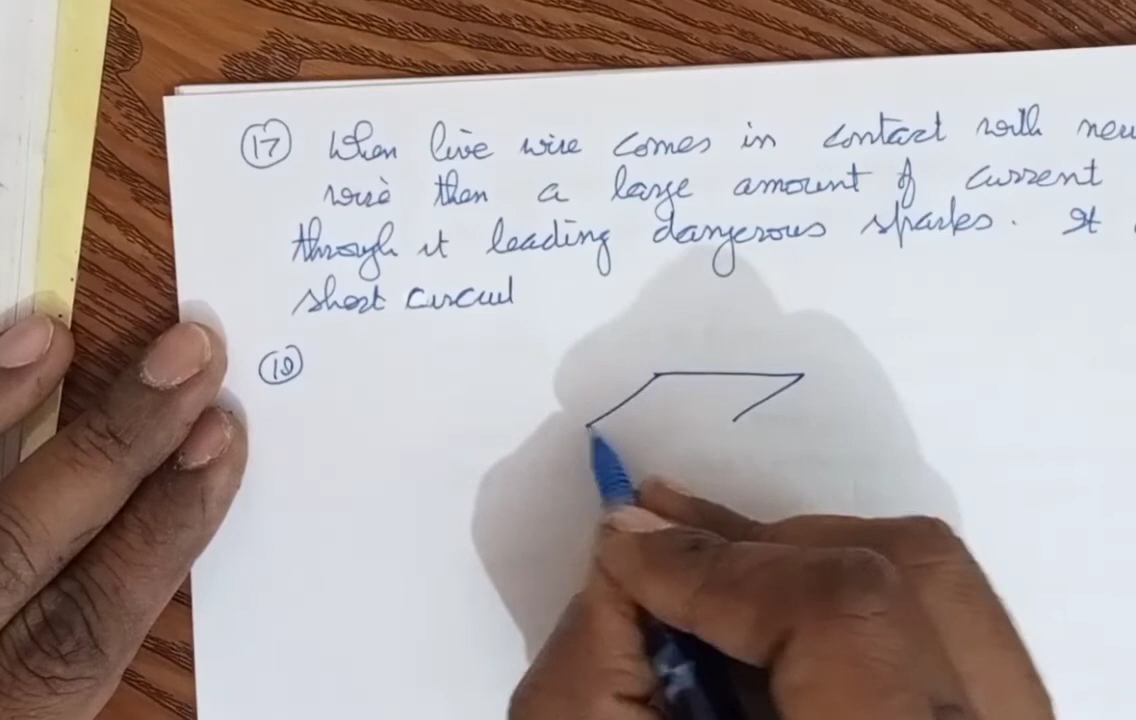 (17) When live wire comes in contact with neu
wire then a large amount of current
through it leading dangerous sparks. It
short circuit
(18)